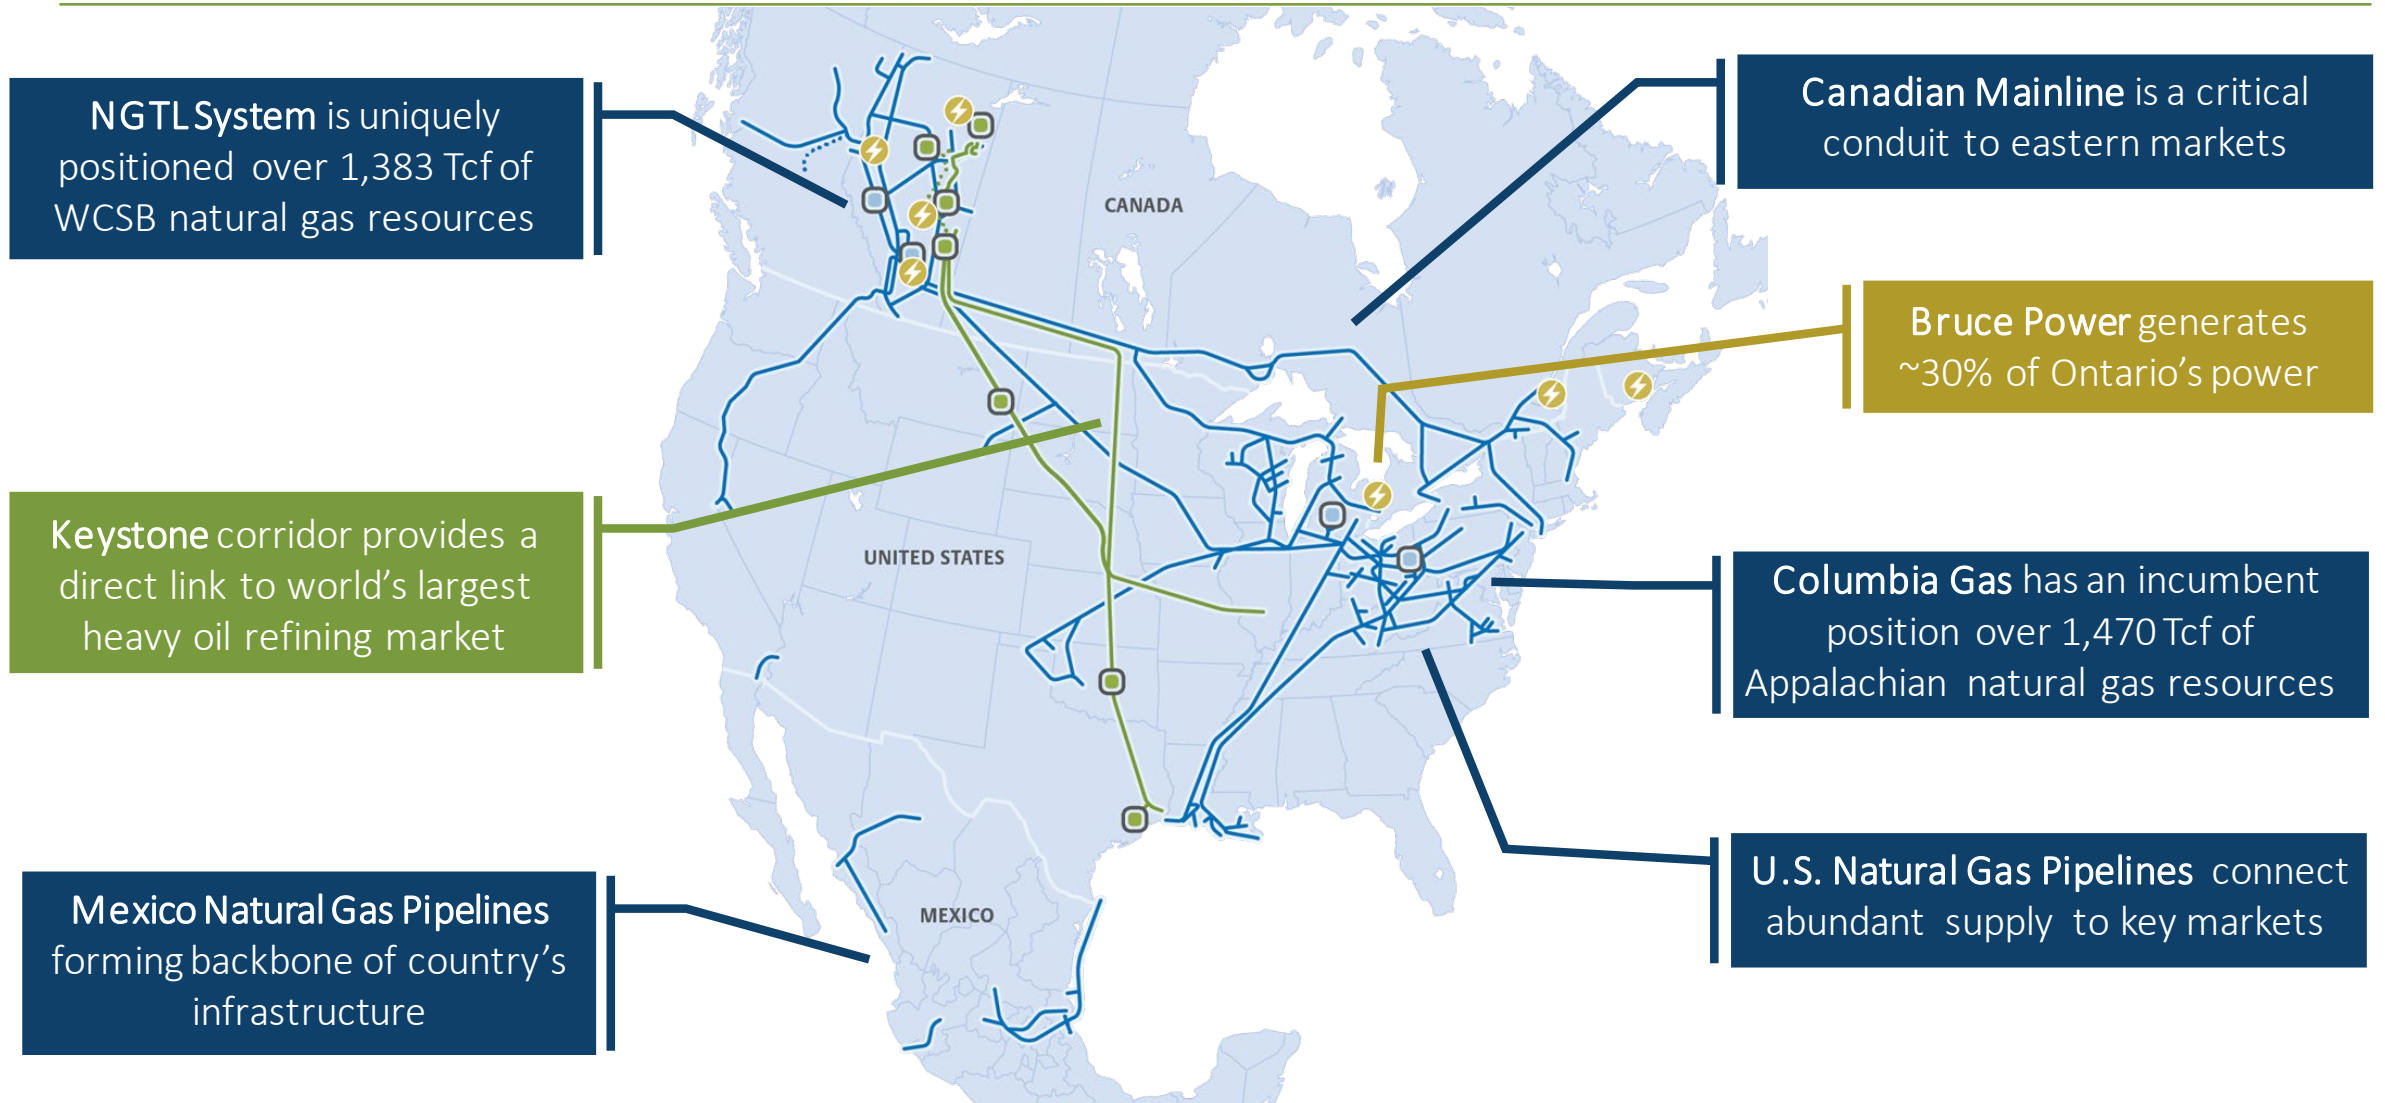 NGTL System is uniquely
positioned over 1,383 Tcf of
WCSB natural gas resources
Canadian Mainline is a critical
conduit to eastern markets
CANADA
Bruce Power generates
~30% of Ontario's power
Keystone corridor provides a
direct link to world's largest
heavy oil refining market
UNITED STATES
Columbia Gas has an incumbent
position over 1,470 Tcf of
Appalachian natural gas resources
Mexico Natural Gas Pipelines
forming backbone of country's
infrastructure
MEXICO
U.S. Natural Gas Pipelines connect
abundant supply to key markets